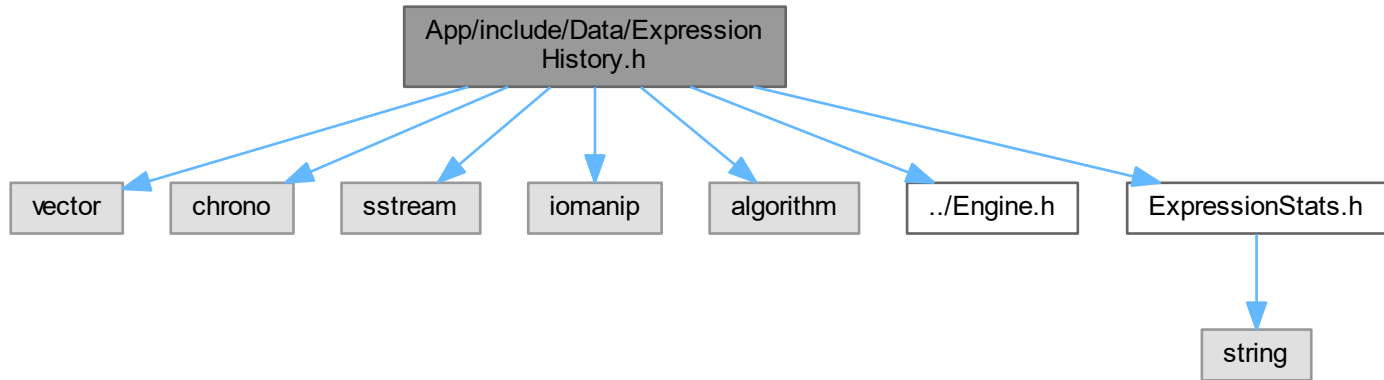 App/include/Data/Expression
History.h
vector
chrono
sstream
iomanip
algorithm
../Engine.h
ExpressionStats.h
string